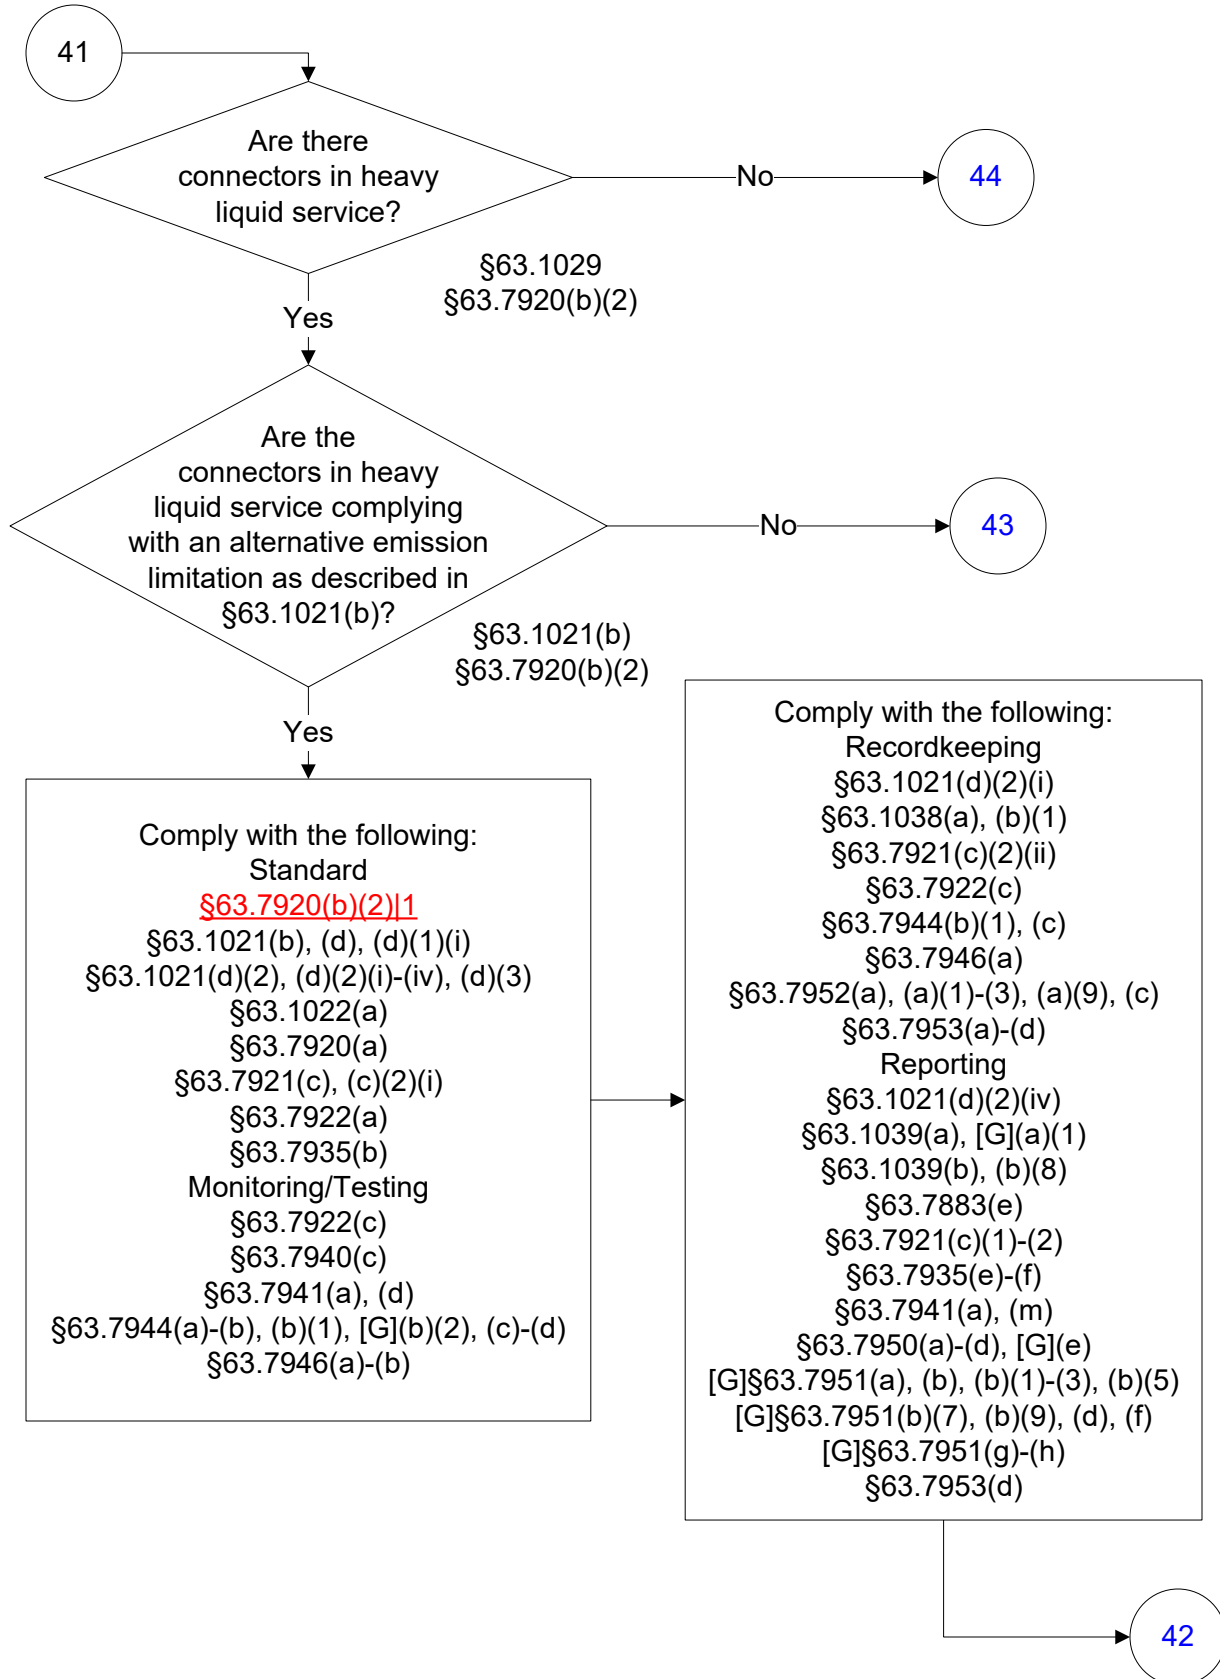 41
Are there
connectors in heavy
liquid service?
No
44
§63.1029
§63.7920(b)(2)
Yes
Are the
connectors in heavy
liquid service complying
with an alternative emission
limitation as described in
§63.1021(b)?
No
43
§63.1021(b)
§63.7920(b)(2)
Yes
Comply with the following:
Standard
§63.7920(b)(2)|1
§63.1021(b), (d), (d)(1)(i)
§63.1021(d)(2), (d)(2)(i)-(iv), (d)(3)
§63.1022(a)
§63.7920(a)
§63.7921(c), (c)(2)(i)
§63.7922(a)
§63.7935(b)
Monitoring/Testing
§63.7922(c)
§63.7940(c)
§63.7941(a), (d)
§63.7944(a)-(b), (b)(1), [G](b)(2), (c)-(d)
§63.7946(a)-(b)
Comply with the following:
Recordkeeping
§63.1021(d)(2)(i)
§63.1038(a), (b)(1)
§63.7921(c)(2)(ii)
§63.7922(c)
§63.7944(b)(1), (c)
§63.7946(a)
§63.7952(a), (a)(1)-(3), (a)(9), (c)
§63.7953(a)-(d)
Reporting
§63.1021(d)(2)(iv)
§63.1039(a), [G](a)(1)
§63.1039(b), (b)(8)
§63.7883(e)
§63.7921(c)(1)-(2)
§63.7935(e)-(f)
§63.7941(a), (m)
§63.7950(a)-(d), [G](e)
[G]§63.7951(a), (b), (b)(1)-(3), (b)(5)
[G]§63.7951(b)(7), (b)(9), (d), (f)
[G]§63.7951(g)-(h)
§63.7953(d)
42